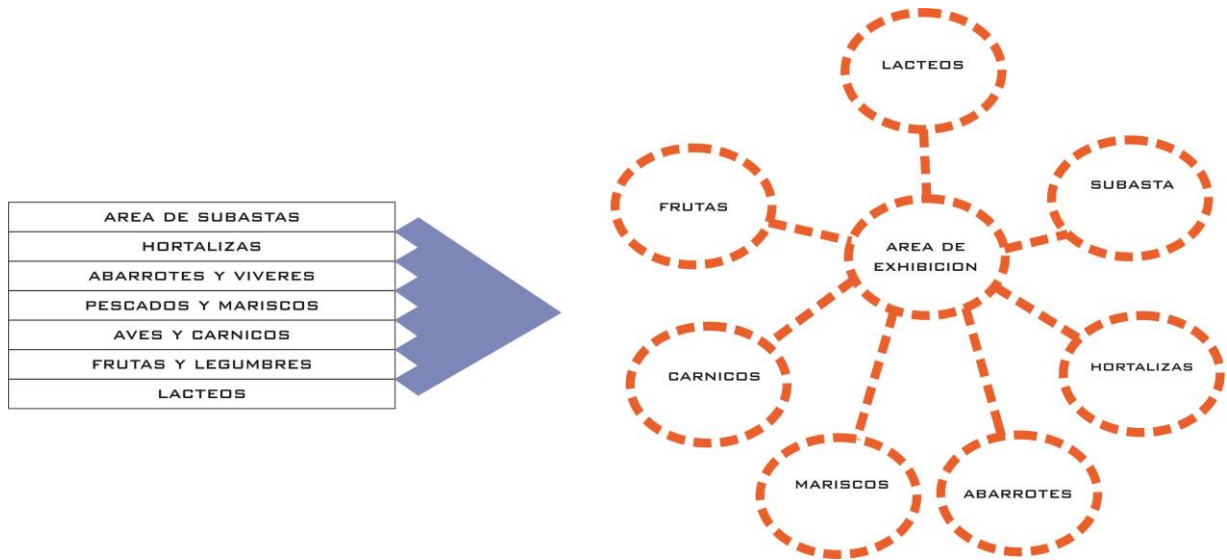 AREA DE SUBASTAS
HORTALIZAS
ABARROTES Y VIVERES
PESCADOS Y MARISCOS
AVES Y CARNICOS
FRUTAS Y LEGUMBRES
LACTEOS
LACTEOS
SUBASTA
FRUTAS
AREA DE
EXHIBICION
HORTALIZAS
CARNICOS
MARISCOS
ABARROTES